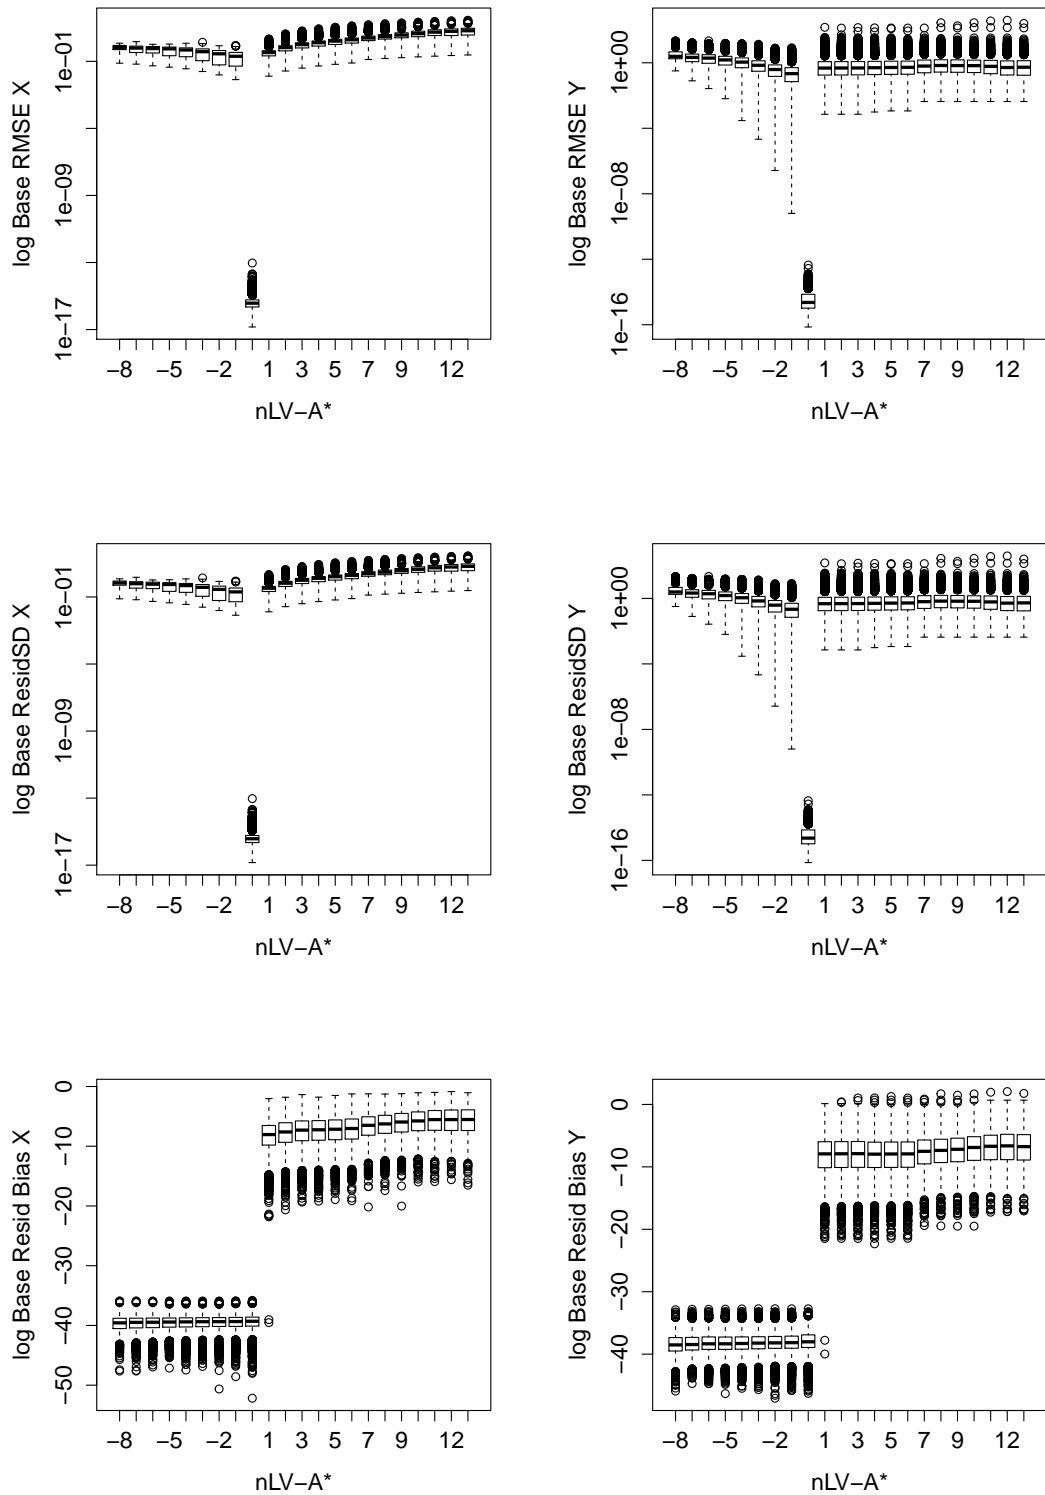 log Base RMSE X
1e−01
1e−09
1e−17
−8 −5 −2 1 3 5 7 9 12
nLV−A*
log Base RMSE Y
1e+00
1e−08
1e−16
−8 −5 −2 1 3 5 7 9 12
nLV−A*
log Base ResidSD X
1e−01
1e−09
1e−17
−8 −5 −2 1 3 5 7 9 12
nLV−A*
log Base ResidSD Y
1e+00
1e−08
1e−16
−8 −5 −2 1 3 5 7 9 12
nLV−A*
log Base Resid Bias X
0
−10
−20
−30
−40
−50
−8 −5 −2 1 3 5 7 9 12
nLV−A*
log Base Resid Bias Y
0
−10
−20
−30
−40
−8 −5 −2 1 3 5 7 9 12
nLV−A*